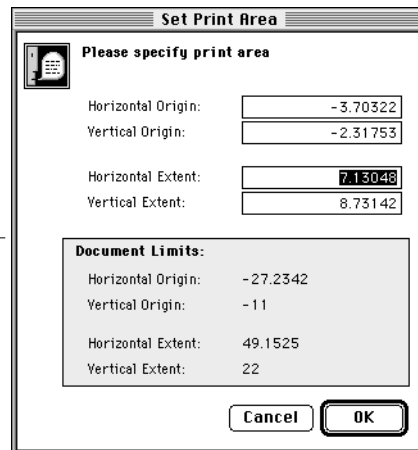 Set Print Area
Please specify print area
Horizontal Origin: -3.70322
Vertical Origin: -2.31753
Horizontal Extent: 7.13048
Vertical Extent: 8.73142
Document Limits:
Horizontal Origin: -27.2342
Vertical Origin: -11
Horizontal Extent: 49.1525
Vertical Extent: 22
Cancel OK